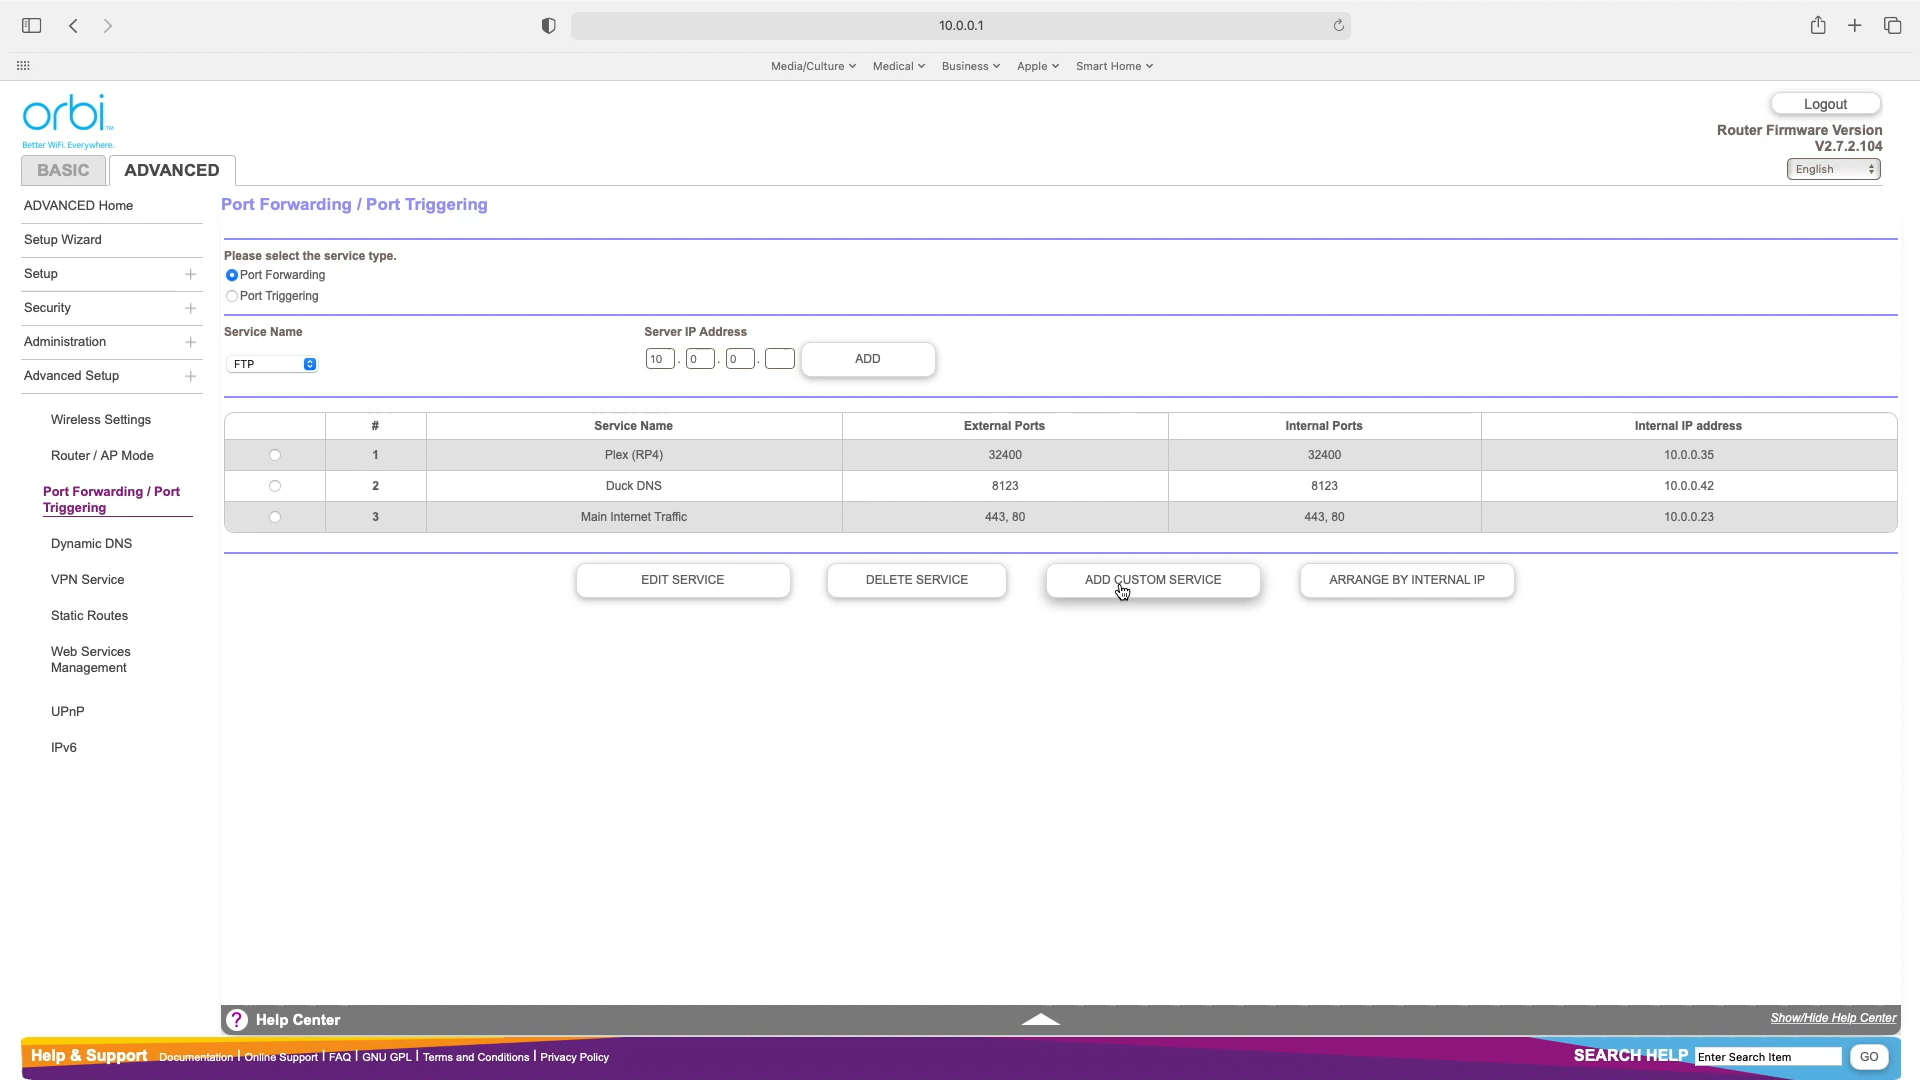 10.0.0.1
Media/Culture Medical Business Apple Smart Home
orbi™
Better WiFi. Everywhere.
Logout
Router Firmware Version
V2.7.2.104
English
BASIC ADVANCED
ADVANCED Home
Setup Wizard
Setup
Security
Administration
Advanced Setup
Wireless Settings
Router / AP Mode
Port Forwarding / Port
Triggering
Dynamic DNS
VPN Service
Static Routes
Web Services
Management
UPnP
IPv6
Port Forwarding / Port Triggering
Please select the service type.
Port Forwarding
Port Triggering
Service Name Server IP Address
FTP 10 . 0 . 0 . ADD
# Service Name External Ports Internal Ports Internal IP address
1 Plex (RP4) 32400 32400 10.0.0.35
2 Duck DNS 8123 8123 10.0.0.42
3 Main Internet Traffic 443, 80 443, 80 10.0.0.23
EDIT SERVICE DELETE SERVICE ADD CUSTOM SERVICE ARRANGE BY INTERNAL IP
? Help Center Show/Hide Help Center
Help & Support Documentation | Online Support | FAQ | GNU GPL | Terms and Conditions | Privacy Policy SEARCH HELP Enter Search Item GO